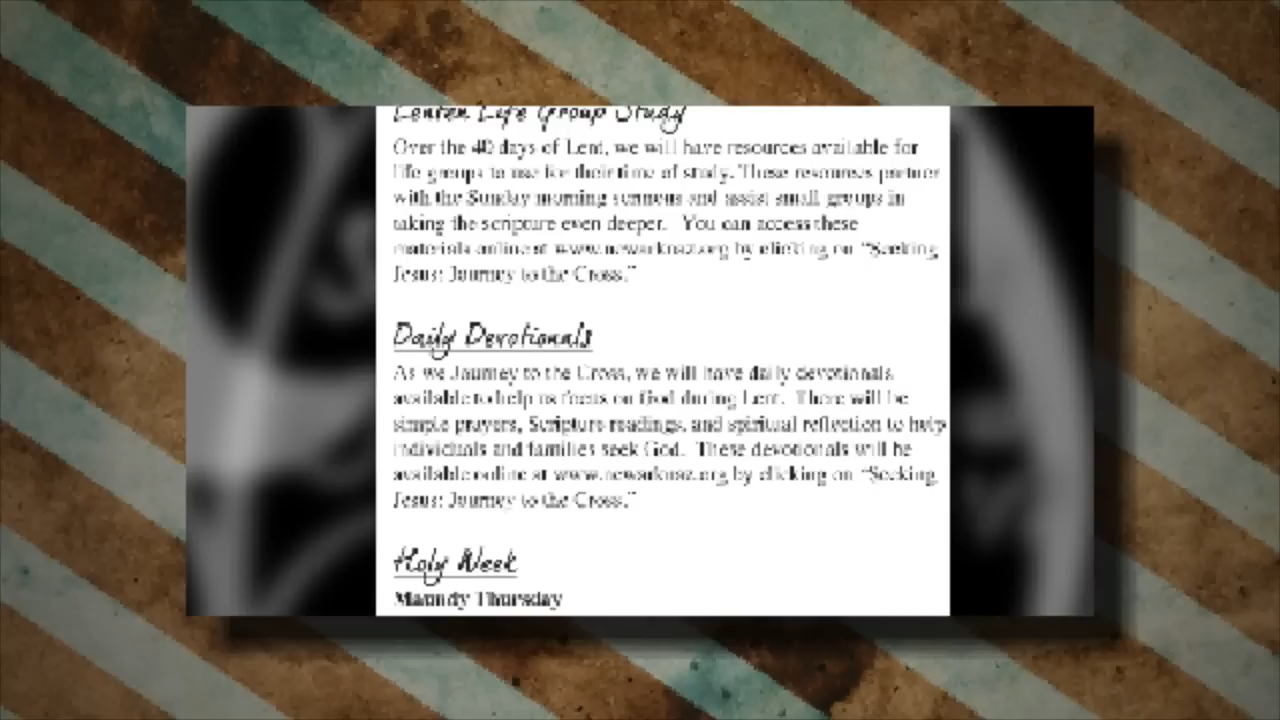 Lenten Life Group Study
Over the 40 days of Lent, we will have resources available for
life groups to use for their time of study. These resources partner
with the Sunday morning sermons and assist small groups in
taking the scripture even deeper. You can access these
materials online at by clicking on "Seeking
Jesus: Journey to the Cross."
Daily Devotionals
As we Journey to the Cross, we will have daily devotionals
available to help us focus on God during Lent. There will be
simple prayers, Scripture readings, and spiritual reflection to help
individuals and families seek God. These devotionals will be
available online at by clicking on "Seeking
Jesus: Journey to the Cross."
Holy Week
Maundy Thursday